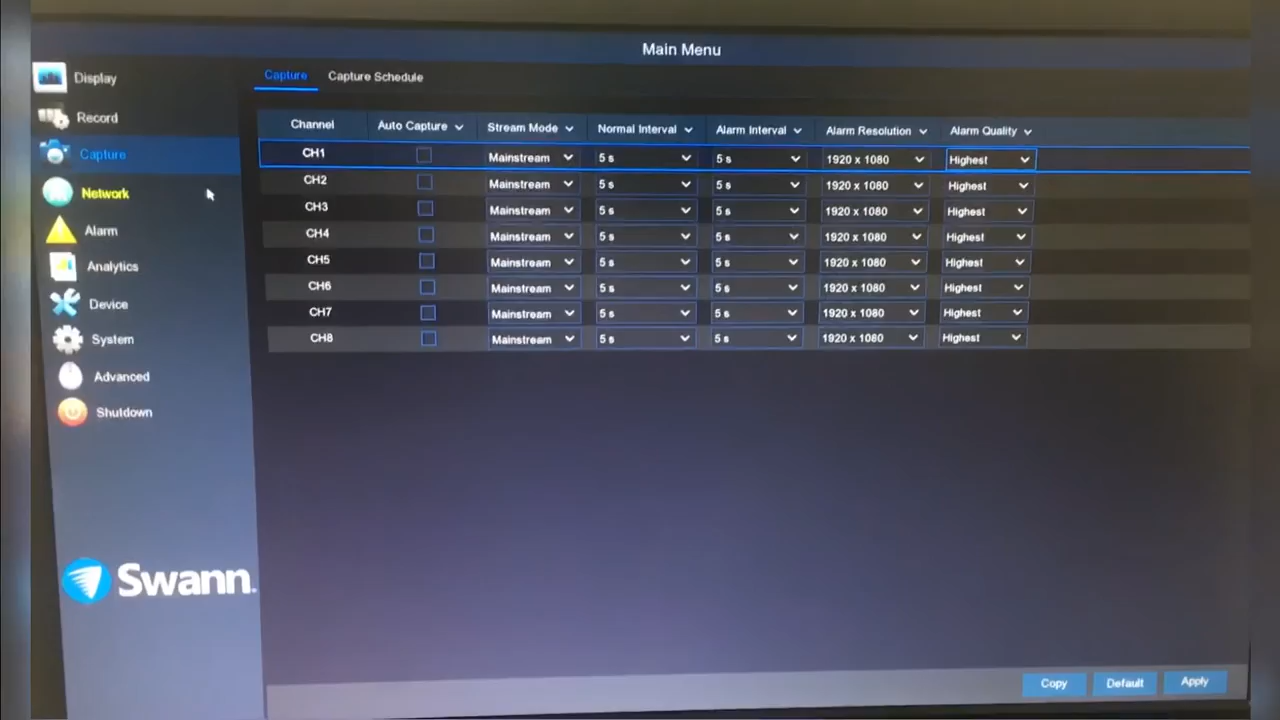 Main Menu
Display
Record
Capture
Network
Alarm
Analytics
Device
System
Advanced
Shutdown
Swann.
Capture Capture Schedule
Channel Auto Capture Stream Mode Normal Interval Alarm Interval Alarm Resolution Alarm Quality
CH1 Mainstream 5 s 5 s 1920 x 1080 Highest
CH2 Mainstream 5 s 5 s 1920 x 1080 Highest
CH3 Mainstream 5 s 5 s 1920 x 1080 Highest
CH4 Mainstream 5 s 5 s 1920 x 1080 Highest
CH5 Mainstream 5 s 5 s 1920 x 1080 Highest
CH6 Mainstream 5 s 5 s 1920 x 1080 Highest
CH7 Mainstream 5 s 5 s 1920 x 1080 Highest
CH8 Mainstream 5 s 5 s 1920 x 1080 Highest
Copy Default Apply